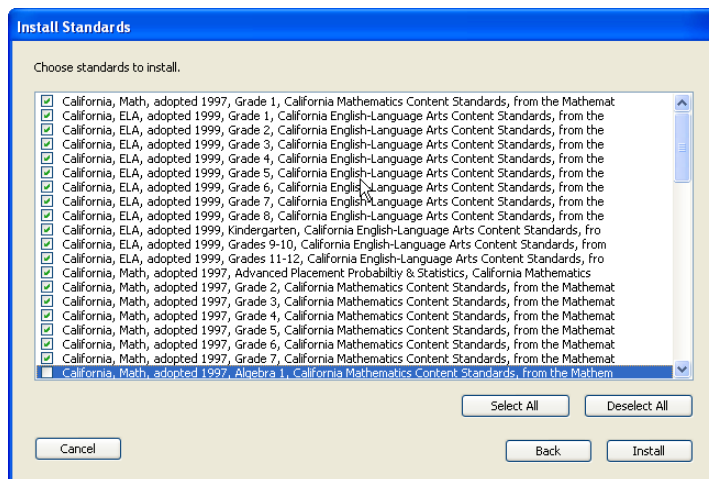 Install Standards
Choose standards to install.
California, Math, adopted 1997, Grade 1, California Mathematics Content Standards, from the Mathemat
California, ELA, adopted 1999, Grade 1, California English-Language Arts Content Standards, from the
California, ELA, adopted 1999, Grade 2, California English-Language Arts Content Standards, from the
California, ELA, adopted 1999, Grade 3, California English-Language Arts Content Standards, from the
California, ELA, adopted 1999, Grade 4, California English-Language Arts Content Standards, from the
California, ELA, adopted 1999, Grade 5, California English-Language Arts Content Standards, from the
California, ELA, adopted 1999, Grade 6, California English-Language Arts Content Standards, from the
California, ELA, adopted 1999, Grade 7, California English-Language Arts Content Standards, from the
California, ELA, adopted 1999, Grade 8, California English-Language Arts Content Standards, from the
California, ELA, adopted 1999, Kindergarten, California English-Language Arts Content Standards, fro
California, ELA, adopted 1999, Grades 9-10, California English-Language Arts Content Standards, from
California, ELA, adopted 1999, Grades 11-12, California English-Language Arts Content Standards, fro
California, Math, adopted 1997, Advanced Placement Probabiltiy & Statistics, California Mathematics
California, Math, adopted 1997, Grade 2, California Mathematics Content Standards, from the Mathemat
California, Math, adopted 1997, Grade 3, California Mathematics Content Standards, from the Mathemat
California, Math, adopted 1997, Grade 4, California Mathematics Content Standards, from the Mathemat
California, Math, adopted 1997, Grade 5, California Mathematics Content Standards, from the Mathemat
California, Math, adopted 1997, Grade 6, California Mathematics Content Standards, from the Mathemat
California, Math, adopted 1997, Grade 7, California Mathematics Content Standards, from the Mathemat
California, Math, adopted 1997, Algebra 1, California Mathematics Content Standards, from the Mathem
Select All Deselect All
Cancel Back Install